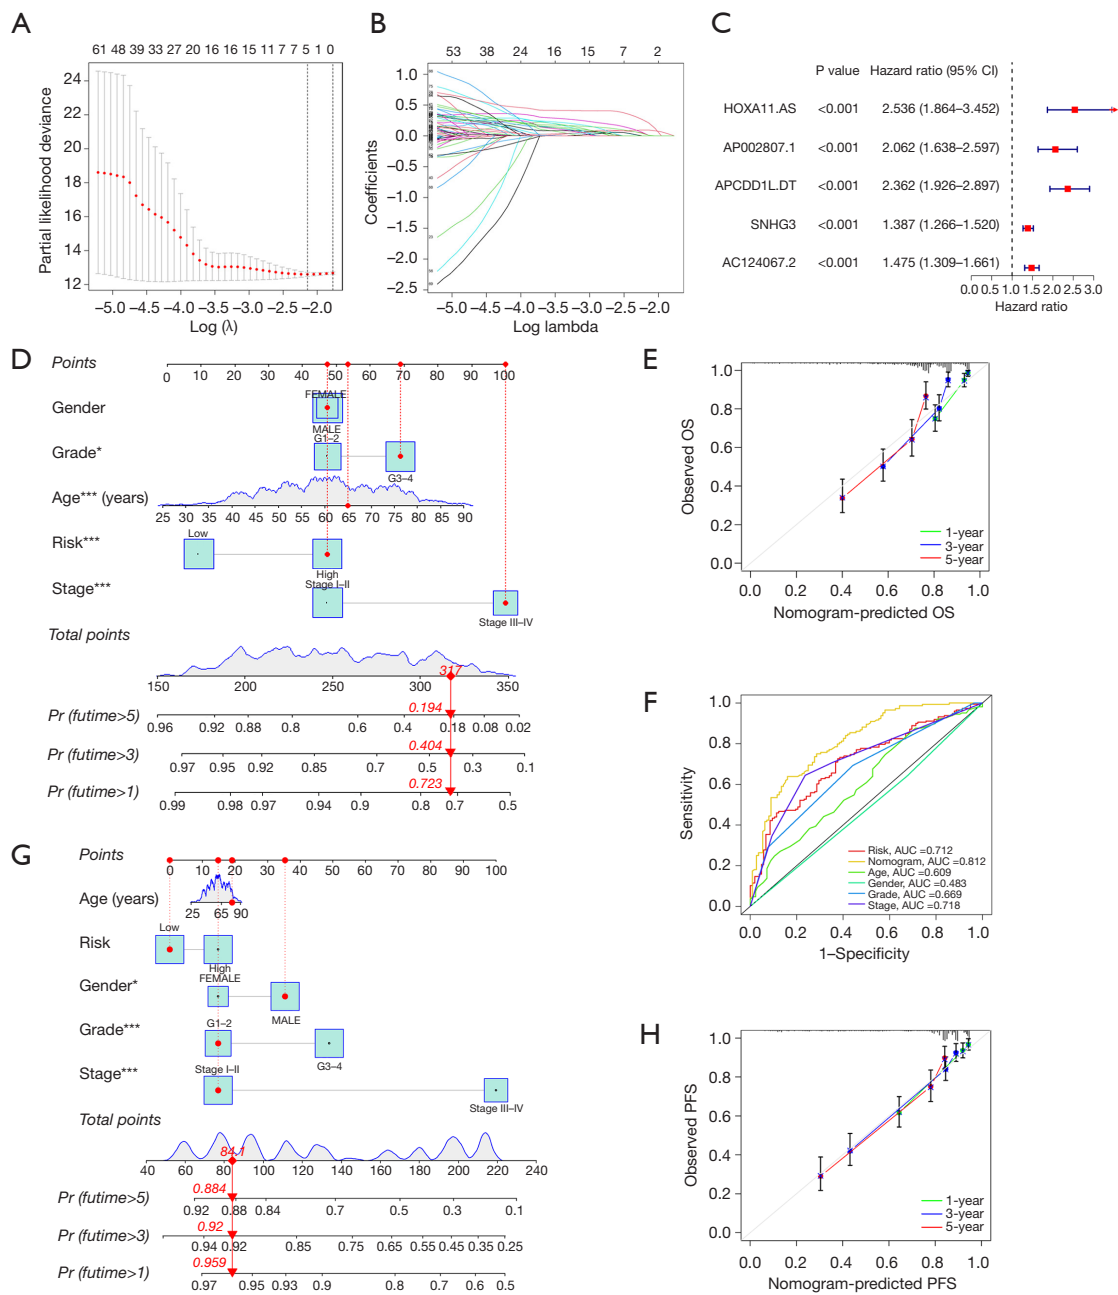 A
61 48 39 33 27 20 16 16 15 11 7 7 5 1 0
Partial likelihood deviance
24
22
20
18
16
14
12
−5.0 −4.5 −4.0 −3.5 −3.0 −2.5 −2.0
Log (λ)
B
53 38 24 16 15 7 2
Coefficients
1.0
0.5
0.0
−0.5
−1.0
−1.5
−2.0
−2.5
−5.0 −4.5 −4.0 −3.5 −3.0 −2.5 −2.0
Log lambda
C
P value Hazard ratio (95% CI)
HOXA11.AS <0.001 2.536 (1.864–3.452)
AP002807.1 <0.001 2.062 (1.638–2.597)
APCDD1L.DT <0.001 2.362 (1.926–2.897)
SNHG3 <0.001 1.387 (1.266–1.520)
AC124067.2 <0.001 1.475 (1.309–1.661)
0.0 0.5 1.0 1.5 2.0 2.5 3.0
Hazard ratio
D
Points
0 10 20 30 40 50 60 70 80 90 100
Gender
FEMALE
MALE
Grade*
G1–2
G3–4
Age*** (years)
25 30 35 40 45 50 55 60 65 70 75 80 85 90
Risk***
Low
High
Stage***
Stage I–II
Stage III–IV
Total points
317
150 200 250 300 350
Pr (futime>5)
0.194
0.96 0.92 0.88 0.8 0.6 0.4 0.18 0.08 0.02
Pr (futime>3)
0.404
0.97 0.95 0.92 0.85 0.7 0.5 0.3 0.1
Pr (futime>1)
0.723
0.99 0.98 0.97 0.94 0.9 0.8 0.7 0.5
E
Observed OS
1.0
0.8
0.6
0.4
0.2
0.0
1-year
3-year
5-year
0.0 0.2 0.4 0.6 0.8 1.0
Nomogram-predicted OS
F
Sensitivity
1.0
0.8
0.6
0.4
0.2
0.0
Risk, AUC =0.712
Nomogram, AUC =0.812
Age, AUC =0.609
Gender, AUC =0.483
Grade, AUC =0.669
Stage, AUC =0.718
0.0 0.2 0.4 0.6 0.8 1.0
1–Specificity
G
Points
0 10 20 30 40 50 60 70 80 90 100
Age (years)
25 65 90
Risk
Low
High
Gender*
FEMALE
MALE
Grade***
G1–2
G3–4
Stage***
Stage I–II
Stage III–IV
Total points
84.1
40 60 80 100 120 140 160 180 200 220 240
Pr (futime>5)
0.884
0.92 0.88 0.84 0.7 0.5 0.3 0.1
Pr (futime>3)
0.92
0.94 0.92 0.85 0.75 0.65 0.55 0.45 0.35 0.25
Pr (futime>1)
0.959
0.97 0.95 0.93 0.9 0.8 0.7 0.6 0.5
H
Observed PFS
1.0
0.8
0.6
0.4
0.2
0.0
1-year
3-year
5-year
0.0 0.2 0.4 0.6 0.8 1.0
Nomogram-predicted PFS